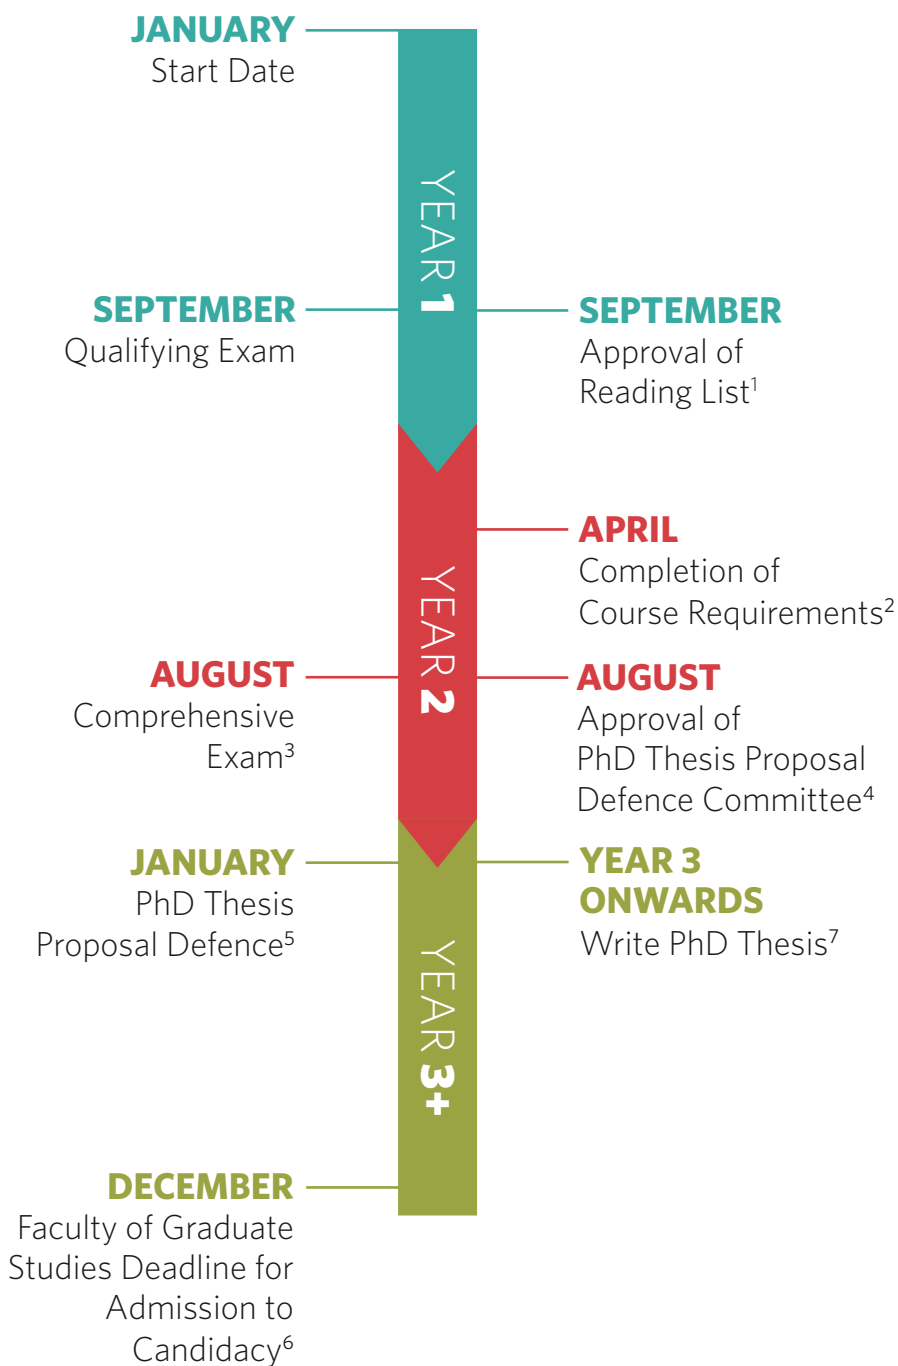 JANUARY
Start Date
YEAR 1
SEPTEMBER
Qualifying Exam
SEPTEMBER
Approval of
Reading List¹
APRIL
Completion of
Course Requirements²
YEAR 2
AUGUST
Comprehensive
Exam³
AUGUST
Approval of
PhD Thesis Proposal
Defence Committee⁴
JANUARY
PhD Thesis
Proposal Defence⁵
YEAR 3
ONWARDS
Write PhD Thesis⁷
YEAR 3+
DECEMBER
Faculty of Graduate
Studies Deadline for
Admission to
Candidacy⁶